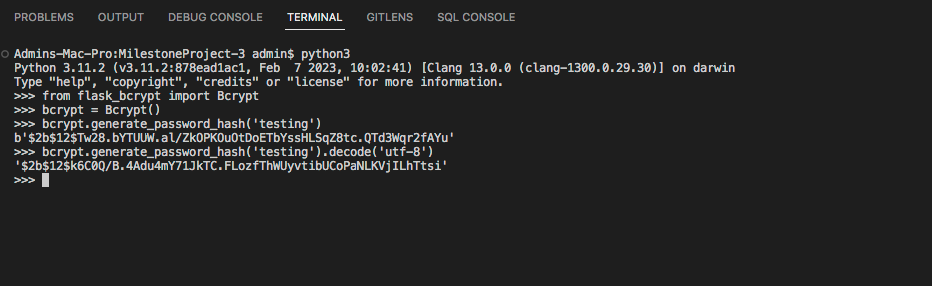 PROBLEMS OUTPUT DEBUG CONSOLE TERMINAL GITLENS SQL CONSOLE
Admins-Mac-Pro:MilestoneProject-3 admin$ python3
Python 3.11.2 (v3.11.2:878ead1ac1, Feb  7 2023, 10:02:41) [Clang 13.0.0 (clang-1300.0.29.30)] on darwin
Type "help", "copyright", "credits" or "license" for more information.
>>> from flask_bcrypt import Bcrypt
>>> bcrypt = Bcrypt()
>>> bcrypt.generate_password_hash('testing')
b'$2b$12$Tw28.bYTUUW.al/ZkOPKOuOtDoETbYssHLSqZ8tc.QTd3Wqr2fAYu'
>>> bcrypt.generate_password_hash('testing').decode('utf-8')
'$2b$12$k6C0Q/B.4Adu4mY71JkTC.FLozfThWUyvtibUCoPaNLKVjILhTtsi'
>>>